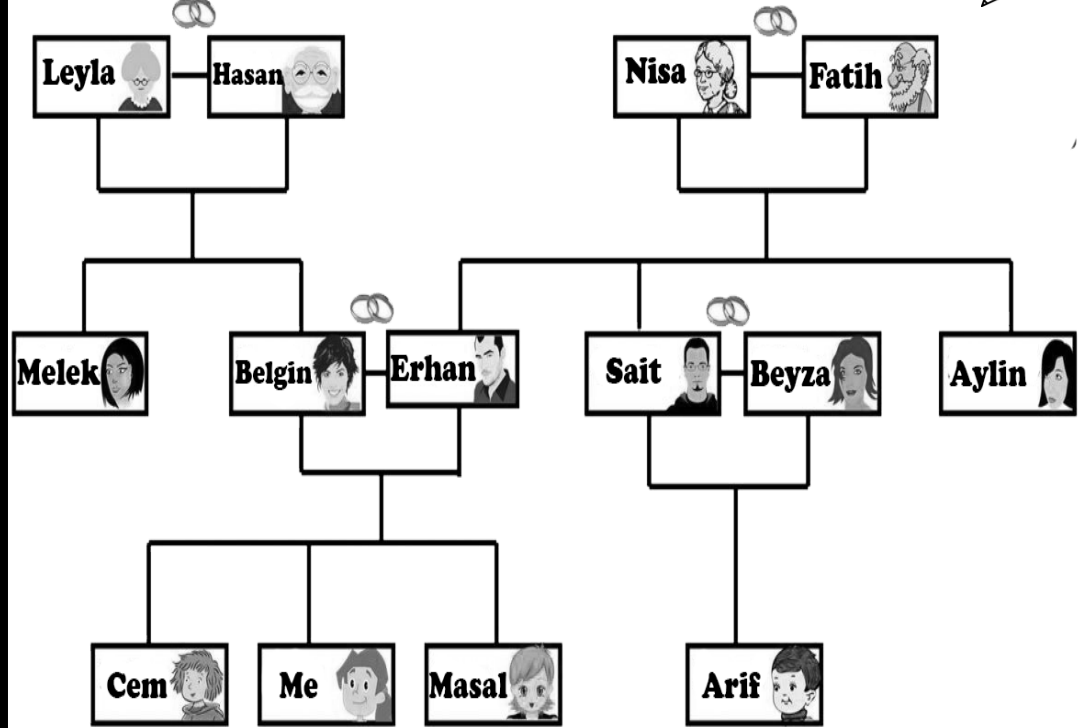 Leyla
Hasan
Nisa
Fatih
Melek
Belgin
Erhan
Sait
Beyza
Aylin
Cem
Me
Masal
Arif